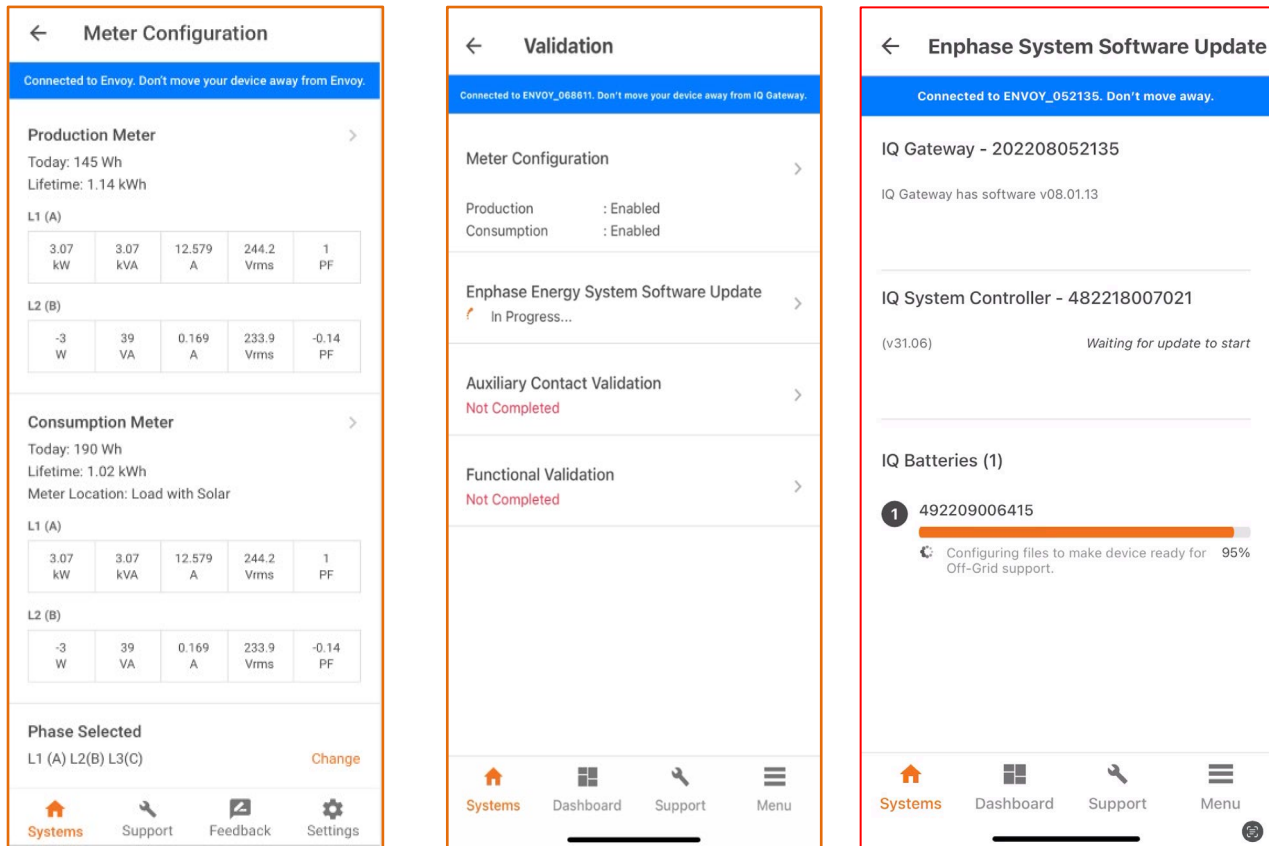 Meter Configuration
Connected to Envoy. Don't move your device away from Envoy.
Production Meter
Today: 145 Wh
Lifetime: 1.14 kWh
L1 (A)
3.07 kW 3.07 kVA 12.579 A 244.2 Vrms 1 PF
L2 (B)
-3 W 39 VA 0.169 A 233.9 Vrms -0.14 PF
Consumption Meter
Today: 190 Wh
Lifetime: 1.02 kWh
Meter Location: Load with Solar
L1 (A)
3.07 kW 3.07 kVA 12.579 A 244.2 Vrms 1 PF
L2 (B)
-3 W 39 VA 0.169 A 233.9 Vrms -0.14 PF
Phase Selected
L1 (A) L2(B) L3(C) Change
Systems Support Feedback Settings
Validation
Connected to ENVOY_068611. Don't move your device away from IQ Gateway.
Meter Configuration
Production : Enabled
Consumption : Enabled
Enphase Energy System Software Update
In Progress...
Auxiliary Contact Validation
Not Completed
Functional Validation
Not Completed
Systems Dashboard Support Menu
Enphase System Software Update
Connected to ENVOY_052135. Don't move away.
IQ Gateway - 202208052135
IQ Gateway has software v08.01.13
IQ System Controller - 482218007021
(v31.06) Waiting for update to start
IQ Batteries (1)
1 492209006415
Configuring files to make device ready for 95%
Off-Grid support.
Systems Dashboard Support Menu